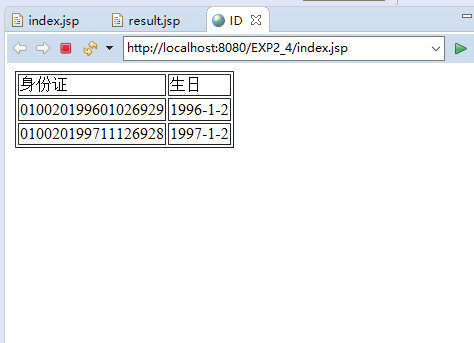 index.jsp result.jsp ID
http://localhost:8080/EXP2_4/index.jsp
身份证 生日
010020199601026929 1996-1-2
010020199711126928 1997-1-2